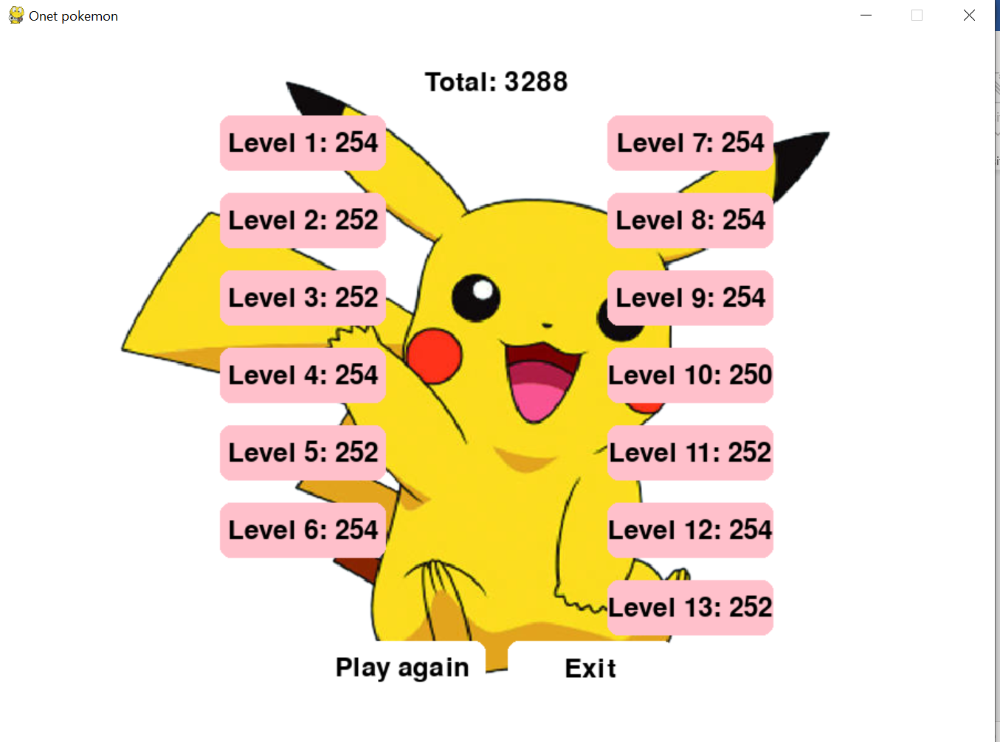 Onet pokemon
Total: 3288
Level 1: 254
Level 2: 252
Level 3: 252
Level 4: 254
Level 5: 252
Level 6: 254
Level 7: 254
Level 8: 254
Level 9: 254
Level 10: 250
Level 11: 252
Level 12: 254
Level 13: 252
Play again
Exit